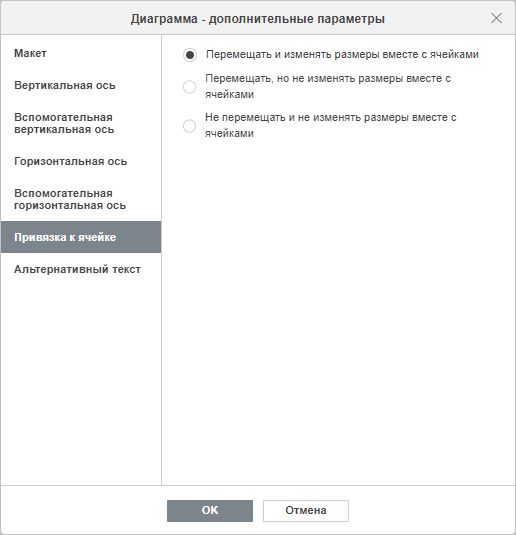 Диаграмма - дополнительные параметры
Макет
Вертикальная ось
Вспомогательная
вертикальная ось
Горизонтальная ось
Вспомогательная
горизонтальная ось
Привязка к ячейке
Альтернативный текст
Перемещать и изменять размеры вместе с ячейками
Перемещать, но не изменять размеры вместе с
ячейками
Не перемещать и не изменять размеры вместе с
ячейками
OK
Отмена